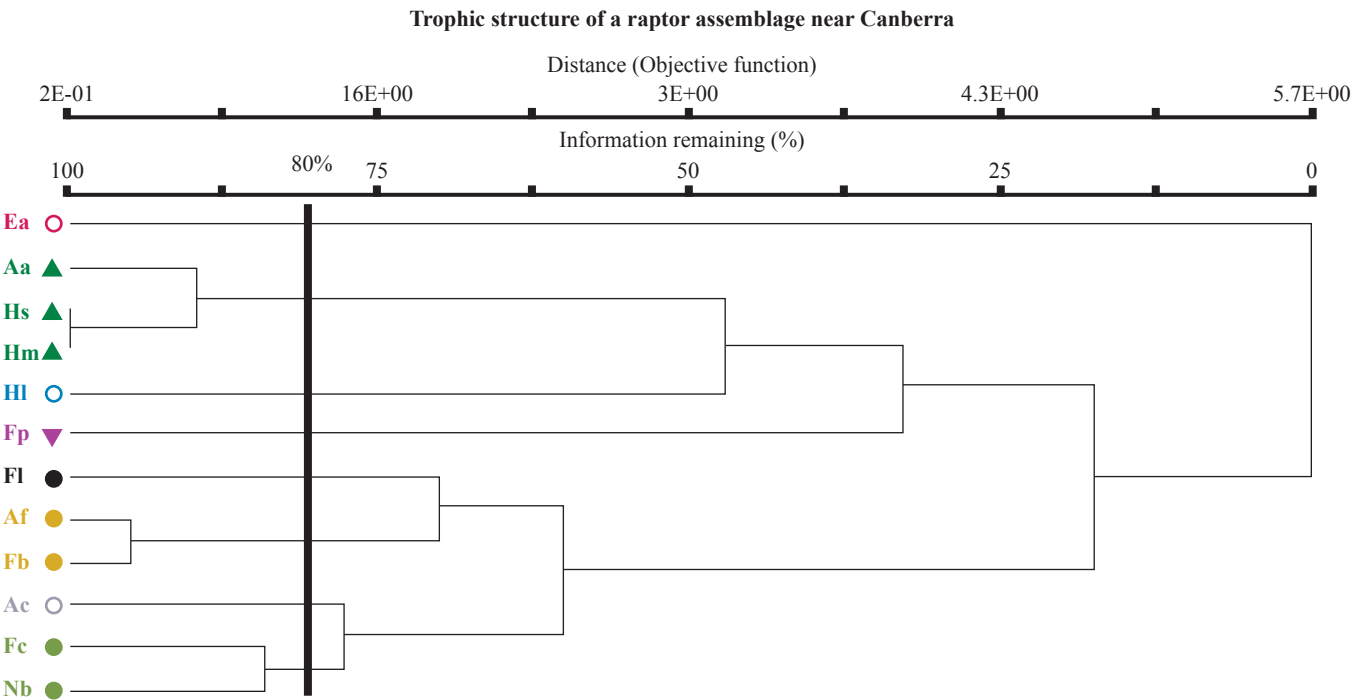 Trophic structure of a raptor assemblage near Canberra
Distance (Objective function)
2E-01 16E+00 3E+00 4.3E+00 5.7E+00
Information remaining (%)
100 80% 75 50 25 0
Ea
Aa
Hs
Hm
Hl
Fp
Fl
Af
Fb
Ac
Fc
Nb